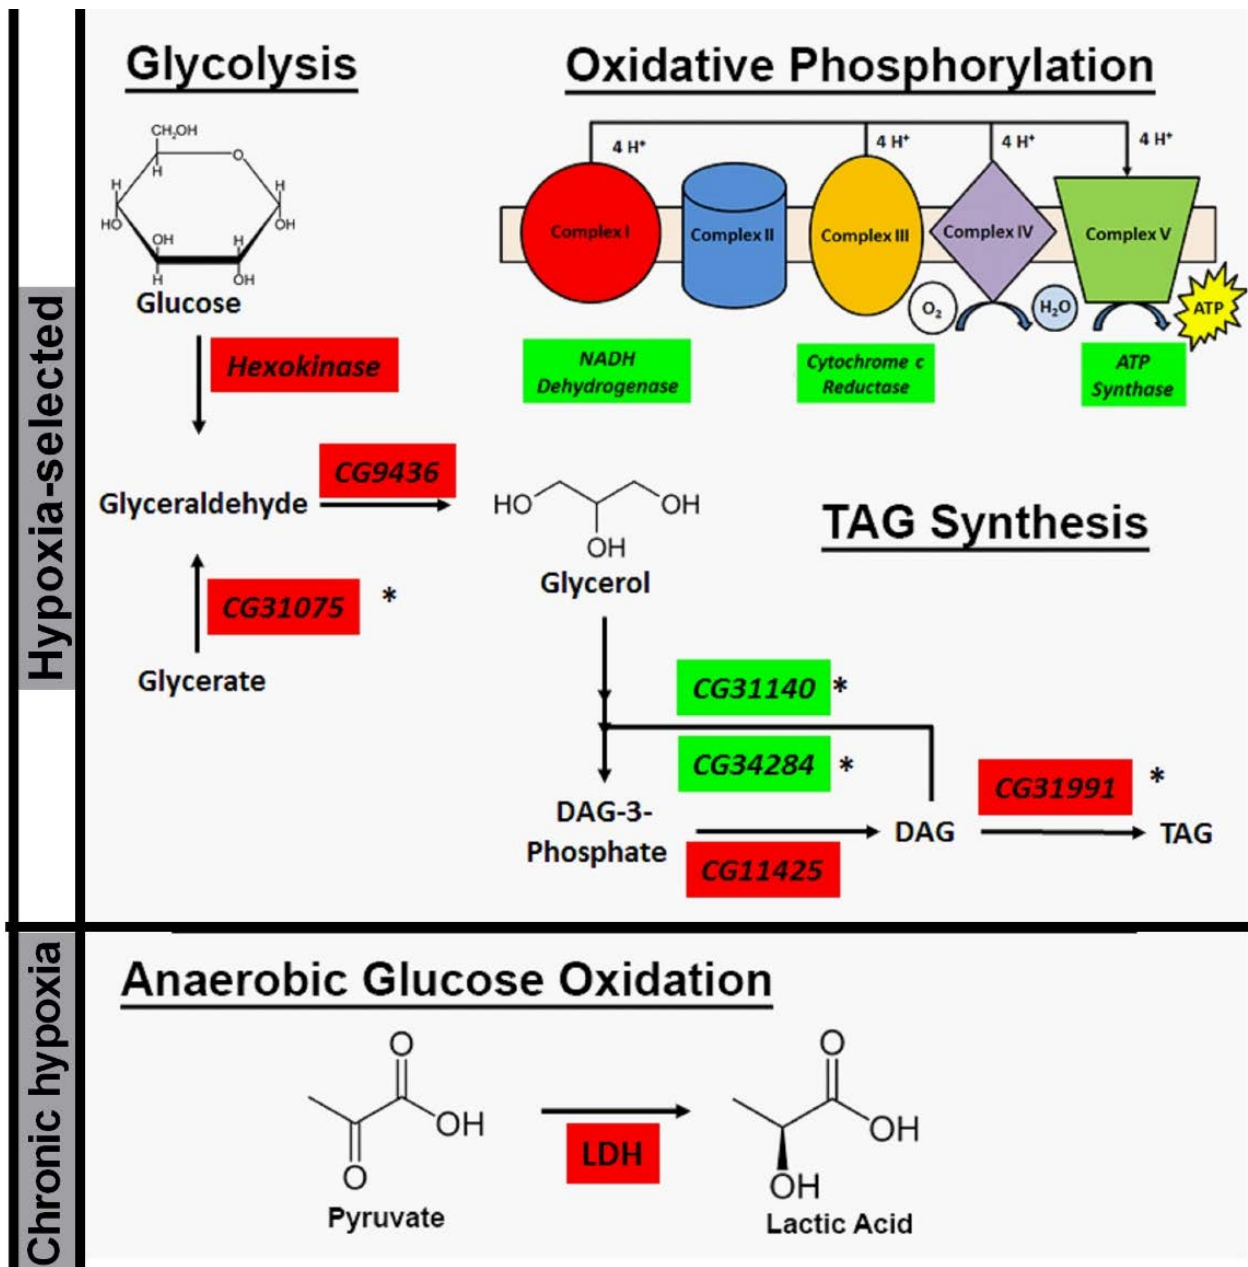 Hypoxia-selected
Glycolysis
CH₂OH
O
H
H
H
HO
OH
OH
H
H
OH
Glucose
Hexokinase
Glyceraldehyde
CG9436
CG31075 *
Glycerate
Oxidative Phosphorylation
4 H⁺
4 H⁺
4 H⁺
4 H⁺
Complex I
Complex II
Complex III
Complex IV
Complex V
O₂
H₂O
ATP
NADH
Dehydrogenase
Cytochrome c
Reductase
ATP
Synthase
HO
OH
OH
Glycerol
TAG Synthesis
CG31140 *
CG34284 *
CG31991 *
DAG-3-
Phosphate
DAG
TAG
CG11425
Chronic hypoxia
Anaerobic Glucose Oxidation
O
OH
O
Pyruvate
LDH
O
OH
OH
Lactic Acid